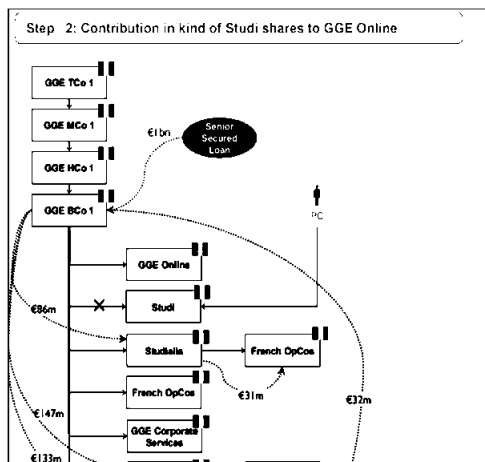 Step 2: Contribution in kind of Studi shares to GGE Online
GGE TCo 1
GGE MCo 1
€1bn
Senior
Secured
Loan
GGE HCo 1
GGE BCo 1
PC
GGE Online
Studi
€86m
Studialis
French OpCos
€31m
French OpCos
€32m
€147m
GGE Corporate
Services
€133m